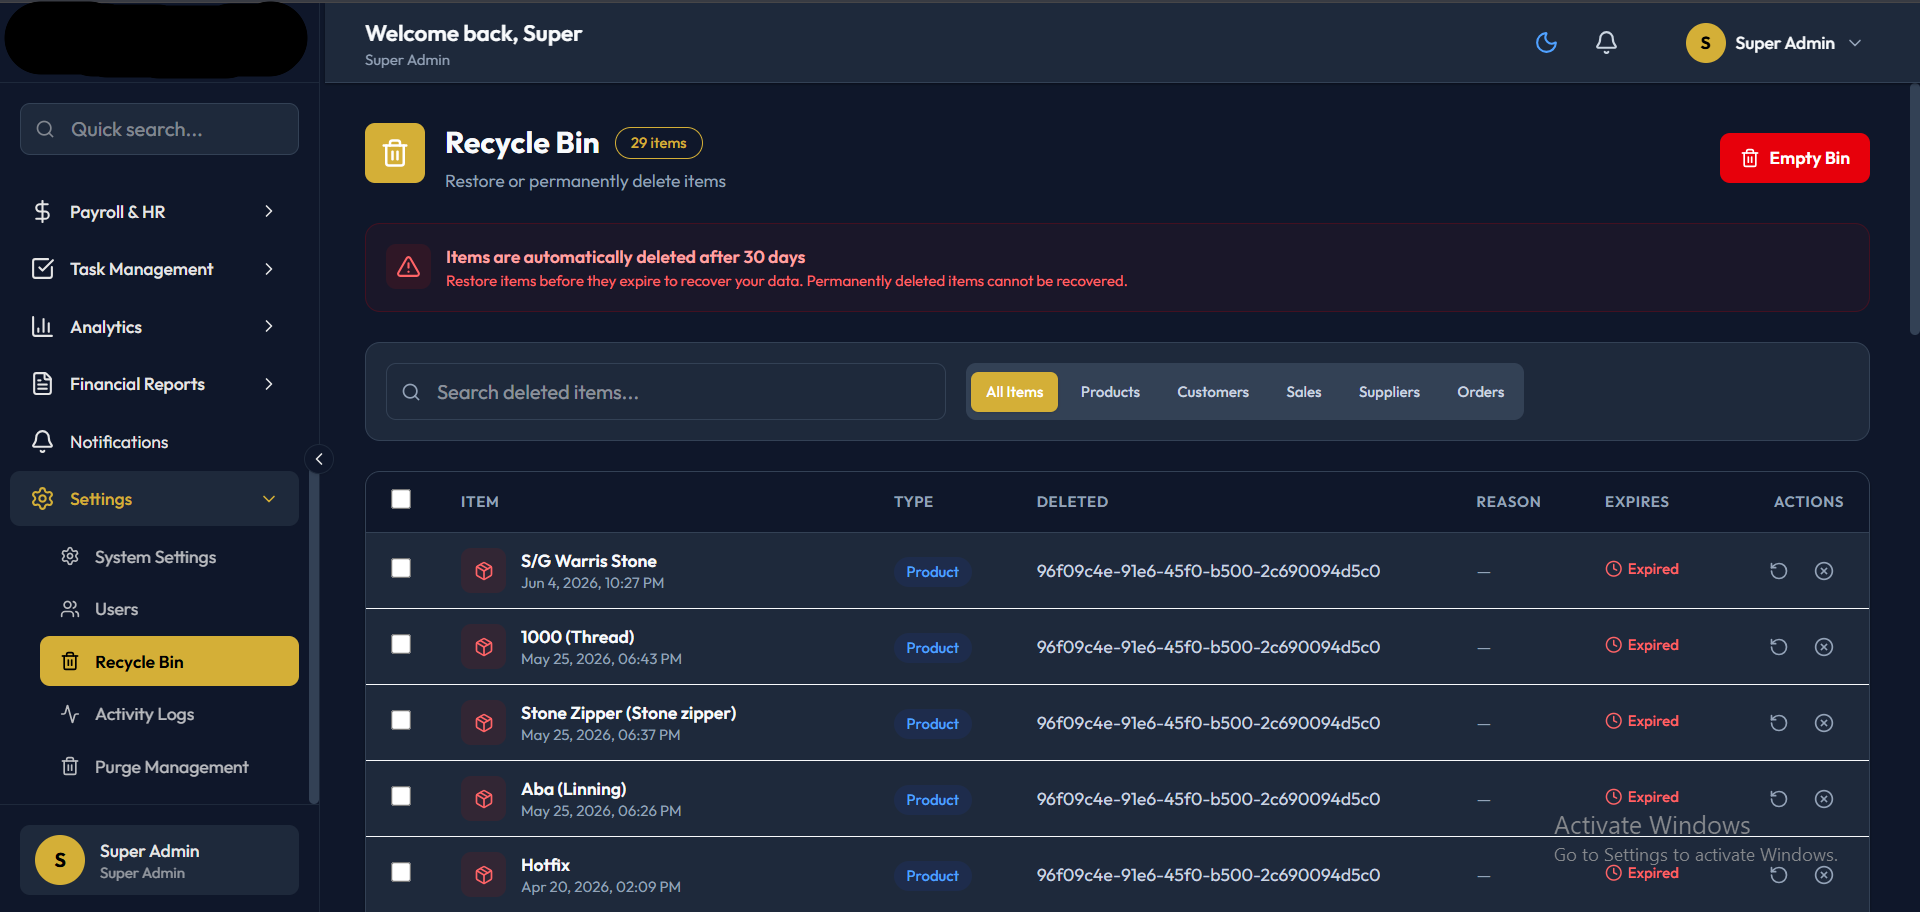 Welcome back, Super
Super Admin
S
Super Admin
Quick search...
Payroll & HR
Task Management
Analytics
Financial Reports
Notifications
Settings
System Settings
Users
Recycle Bin
Activity Logs
Purge Management
S
Super Admin
Super Admin
Recycle Bin
29 items
Restore or permanently delete items
Empty Bin
Items are automatically deleted after 30 days
Restore items before they expire to recover your data. Permanently deleted items cannot be recovered.
Search deleted items...
All Items Products Customers Sales Suppliers Orders
ITEM TYPE DELETED REASON EXPIRES ACTIONS
S/G Warris Stone
Jun 4, 2026, 10:27 PM
Product
96f09c4e-91e6-45f0-b500-2c690094d5c0
—
Expired
1000 (Thread)
May 25, 2026, 06:43 PM
Product
96f09c4e-91e6-45f0-b500-2c690094d5c0
—
Expired
Stone Zipper (Stone zipper)
May 25, 2026, 06:37 PM
Product
96f09c4e-91e6-45f0-b500-2c690094d5c0
—
Expired
Aba (Linning)
May 25, 2026, 06:26 PM
Product
96f09c4e-91e6-45f0-b500-2c690094d5c0
—
Expired
Hotfix
Apr 20, 2026, 02:09 PM
Product
96f09c4e-91e6-45f0-b500-2c690094d5c0
—
Expired
Activate Windows
Go to Settings to activate Windows.